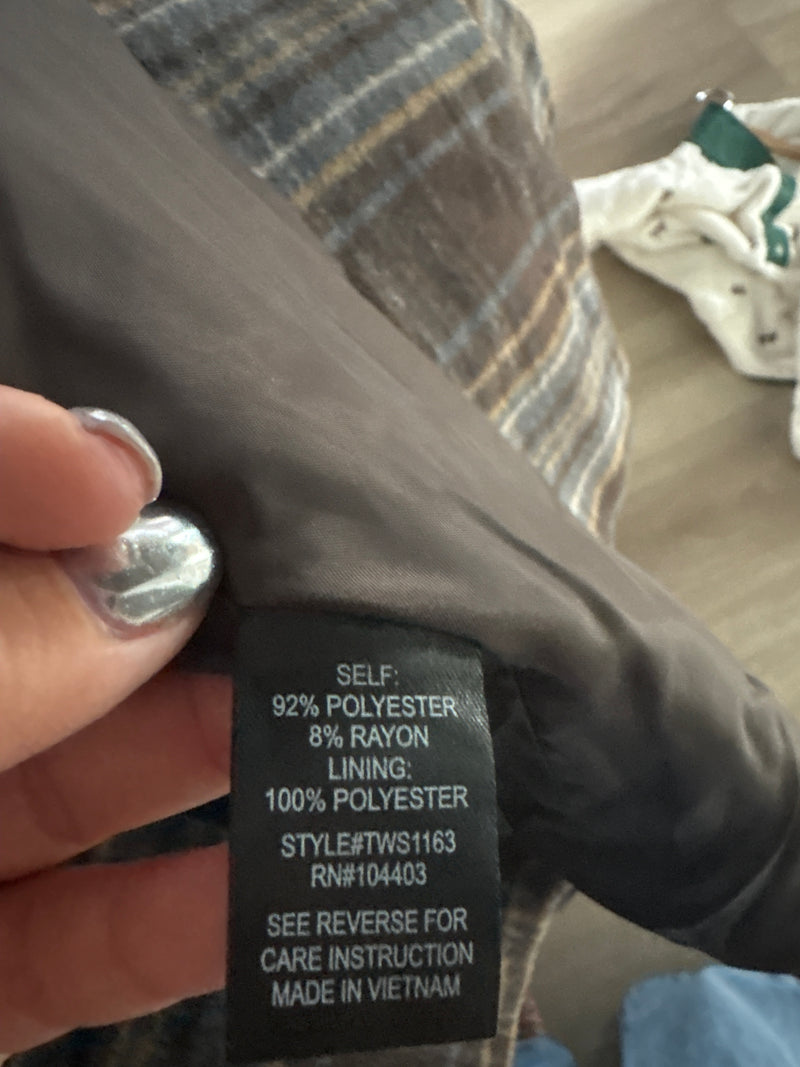 SELF:
92% POLYESTER
8% RAYON
LINING:
100% POLYESTER
STYLE#TWS1163
RN#104403
SEE REVERSE FOR
CARE INSTRUCTION
MADE IN VIETNAM